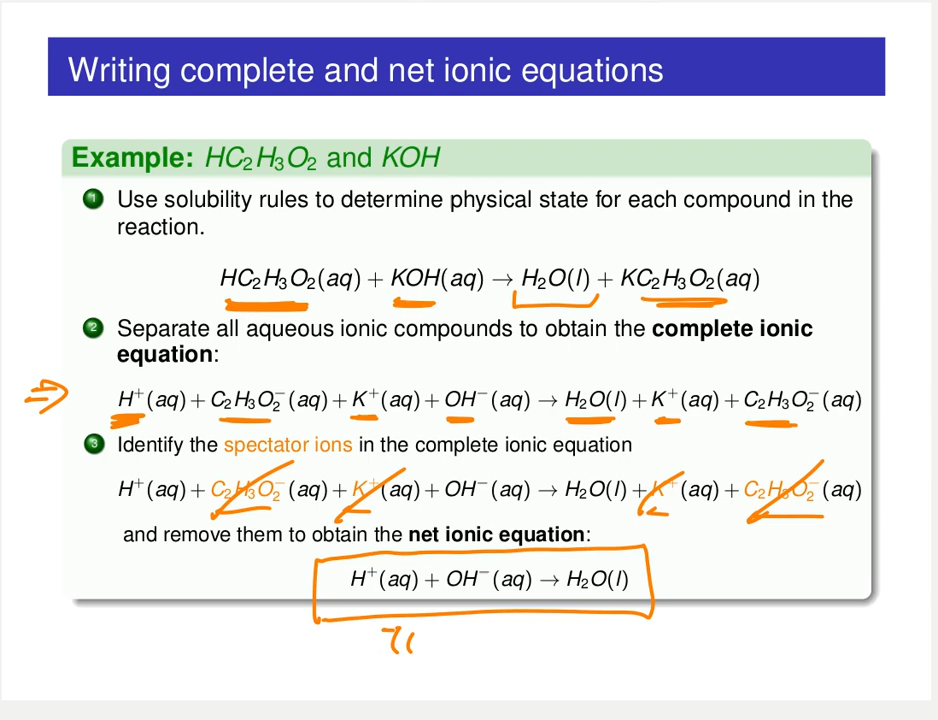 Writing complete and net ionic equations
Example: HC₂H₃O₂ and KOH
1 Use solubility rules to determine physical state for each compound in the
reaction.
HC₂H₃O₂(aq) + KOH(aq) → H₂O(l) + KC₂H₃O₂(aq)
2 Separate all aqueous ionic compounds to obtain the complete ionic
equation:
H⁺(aq) + C₂H₃O₂⁻(aq) + K⁺(aq) + OH⁻(aq) → H₂O(l) + K⁺(aq) + C₂H₃O₂⁻(aq)
3 Identify the spectator ions in the complete ionic equation
H⁺(aq) + C₂H₃O₂⁻(aq) + K⁺(aq) + OH⁻(aq) → H₂O(l) + K⁺(aq) + C₂H₃O₂⁻(aq)
and remove them to obtain the net ionic equation:
H⁺(aq) + OH⁻(aq) → H₂O(l)